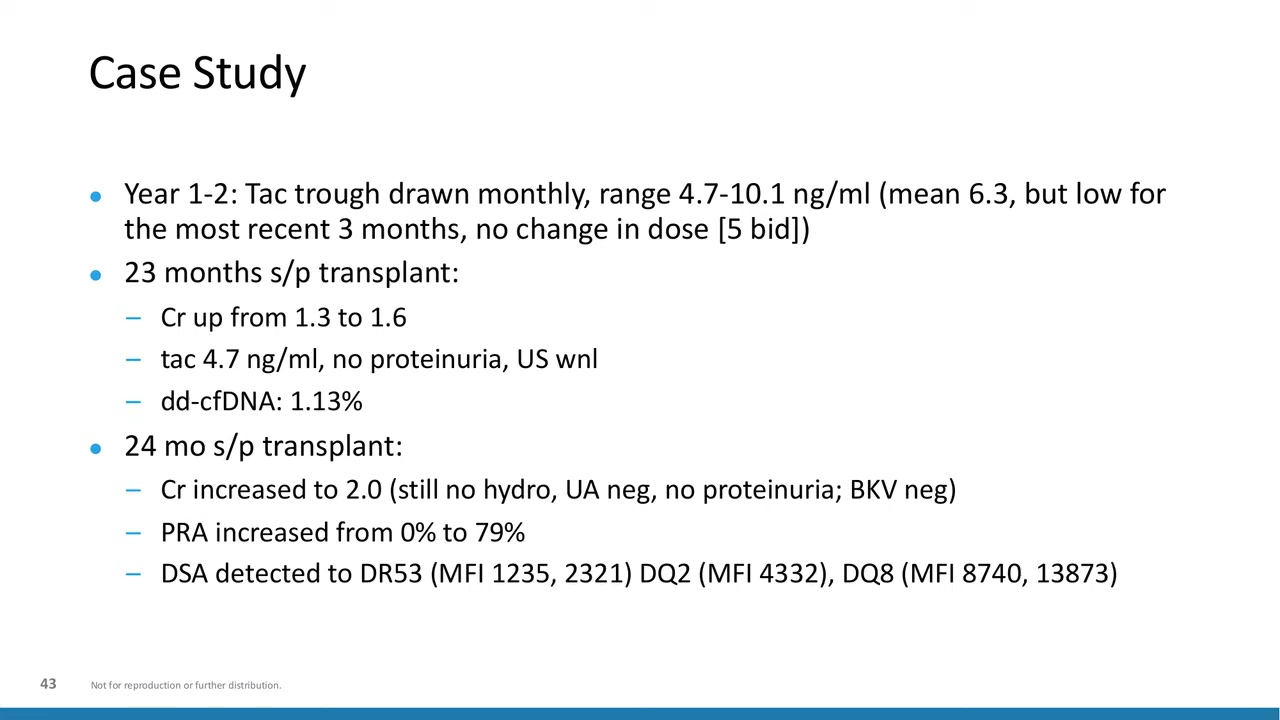 Case Study
● Year 1-2: Tac trough drawn monthly, range 4.7-10.1 ng/ml (mean 6.3, but low for
the most recent 3 months, no change in dose [5 bid])
● 23 months s/p transplant:
– Cr up from 1.3 to 1.6
– tac 4.7 ng/ml, no proteinuria, US wnl
– dd-cfDNA: 1.13%
● 24 mo s/p transplant:
– Cr increased to 2.0 (still no hydro, UA neg, no proteinuria; BKV neg)
– PRA increased from 0% to 79%
– DSA detected to DR53 (MFI 1235, 2321) DQ2 (MFI 4332), DQ8 (MFI 8740, 13873)
43 Not for reproduction or further distribution.